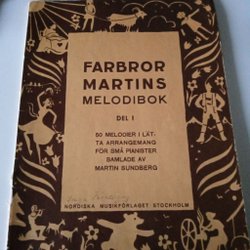 FARBROR
MARTINS
MELODIBOK
DEL I
50 MELODIER I LÄT-
TA ARRANGEMANG
FÖR SMÅ PIANISTER
SAMLADE AV
MARTIN SUNDBERG
NORDISKA MUSIKFÖRLAGET STOCKHOLM